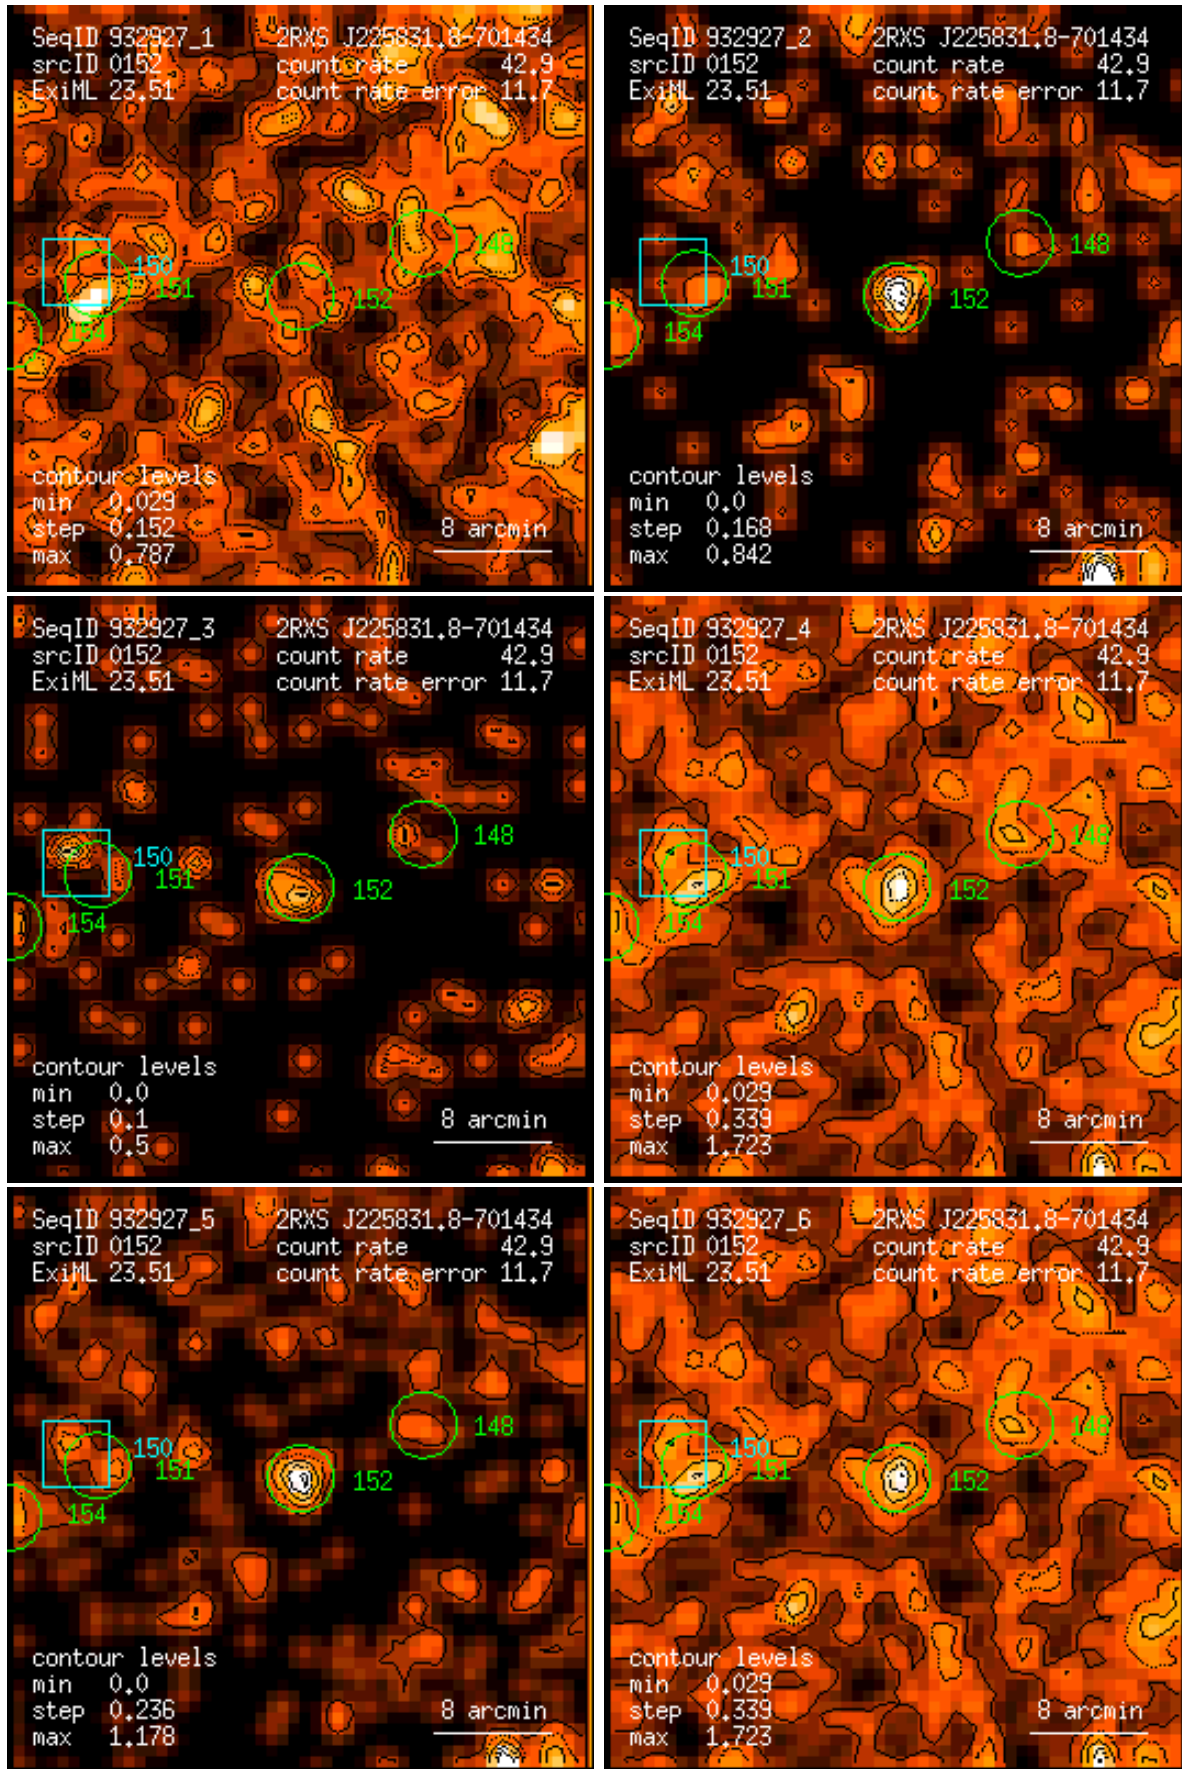 SeqID 932927_1 2RXS J225831.8-701434
srcID 0152 count rate 42.9
ExiML 23.51 count rate error 11.7
148
150
151
152
154
contour levels
min 0.029
step 0.152
max 0.787
8 arcmin
SeqID 932927_2 2RXS J225831.8-701434
srcID 0152 count rate 42.9
ExiML 23.51 count rate error 11.7
148
150
151
152
154
contour levels
min 0.0
step 0.168
max 0.842
8 arcmin
SeqID 932927_3 2RXS J225831.8-701434
srcID 0152 count rate 42.9
ExiML 23.51 count rate error 11.7
148
150
151
152
154
contour levels
min 0.0
step 0.1
max 0.5
8 arcmin
SeqID 932927_4 2RXS J225831.8-701434
srcID 0152 count rate 42.9
ExiML 23.51 count rate error 11.7
148
150
151
152
154
contour levels
min 0.029
step 0.339
max 1.723
8 arcmin
SeqID 932927_5 2RXS J225831.8-701434
srcID 0152 count rate 42.9
ExiML 23.51 count rate error 11.7
148
150
151
152
154
contour levels
min 0.0
step 0.236
max 1.178
8 arcmin
SeqID 932927_6 2RXS J225831.8-701434
srcID 0152 count rate 42.9
ExiML 23.51 count rate error 11.7
148
150
151
152
154
contour levels
min 0.029
step 0.339
max 1.723
8 arcmin